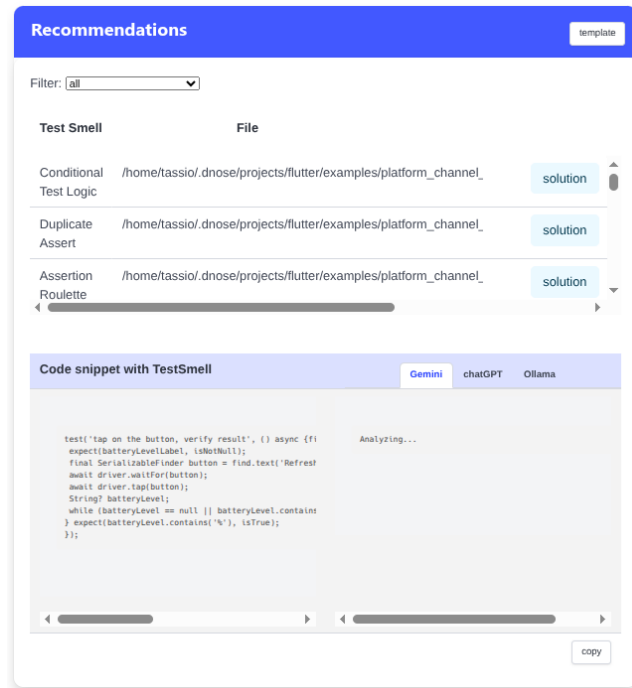 Recommendations
template
Filter: all
Test Smell File
Conditional Test Logic /home/tassio/.dnose/projects/flutter/examples/platform_channel_ solution
Duplicate Assert /home/tassio/.dnose/projects/flutter/examples/platform_channel_ solution
Assertion Roulette /home/tassio/.dnose/projects/flutter/examples/platform_channel_ solution
Code snippet with TestSmell
Gemini chatGPT Ollama
test('tap on the button, verify result', () async {fi
expect(batteryLevelLabel, isNotNull);
final SerializableFinder button = find.text('Refresh
await driver.waitFor(button);
await driver.tap(button);
String? batteryLevel;
while (batteryLevel == null || batteryLevel.contains
} expect(batteryLevel.contains('%'), isTrue);
});
Analyzing...
copy